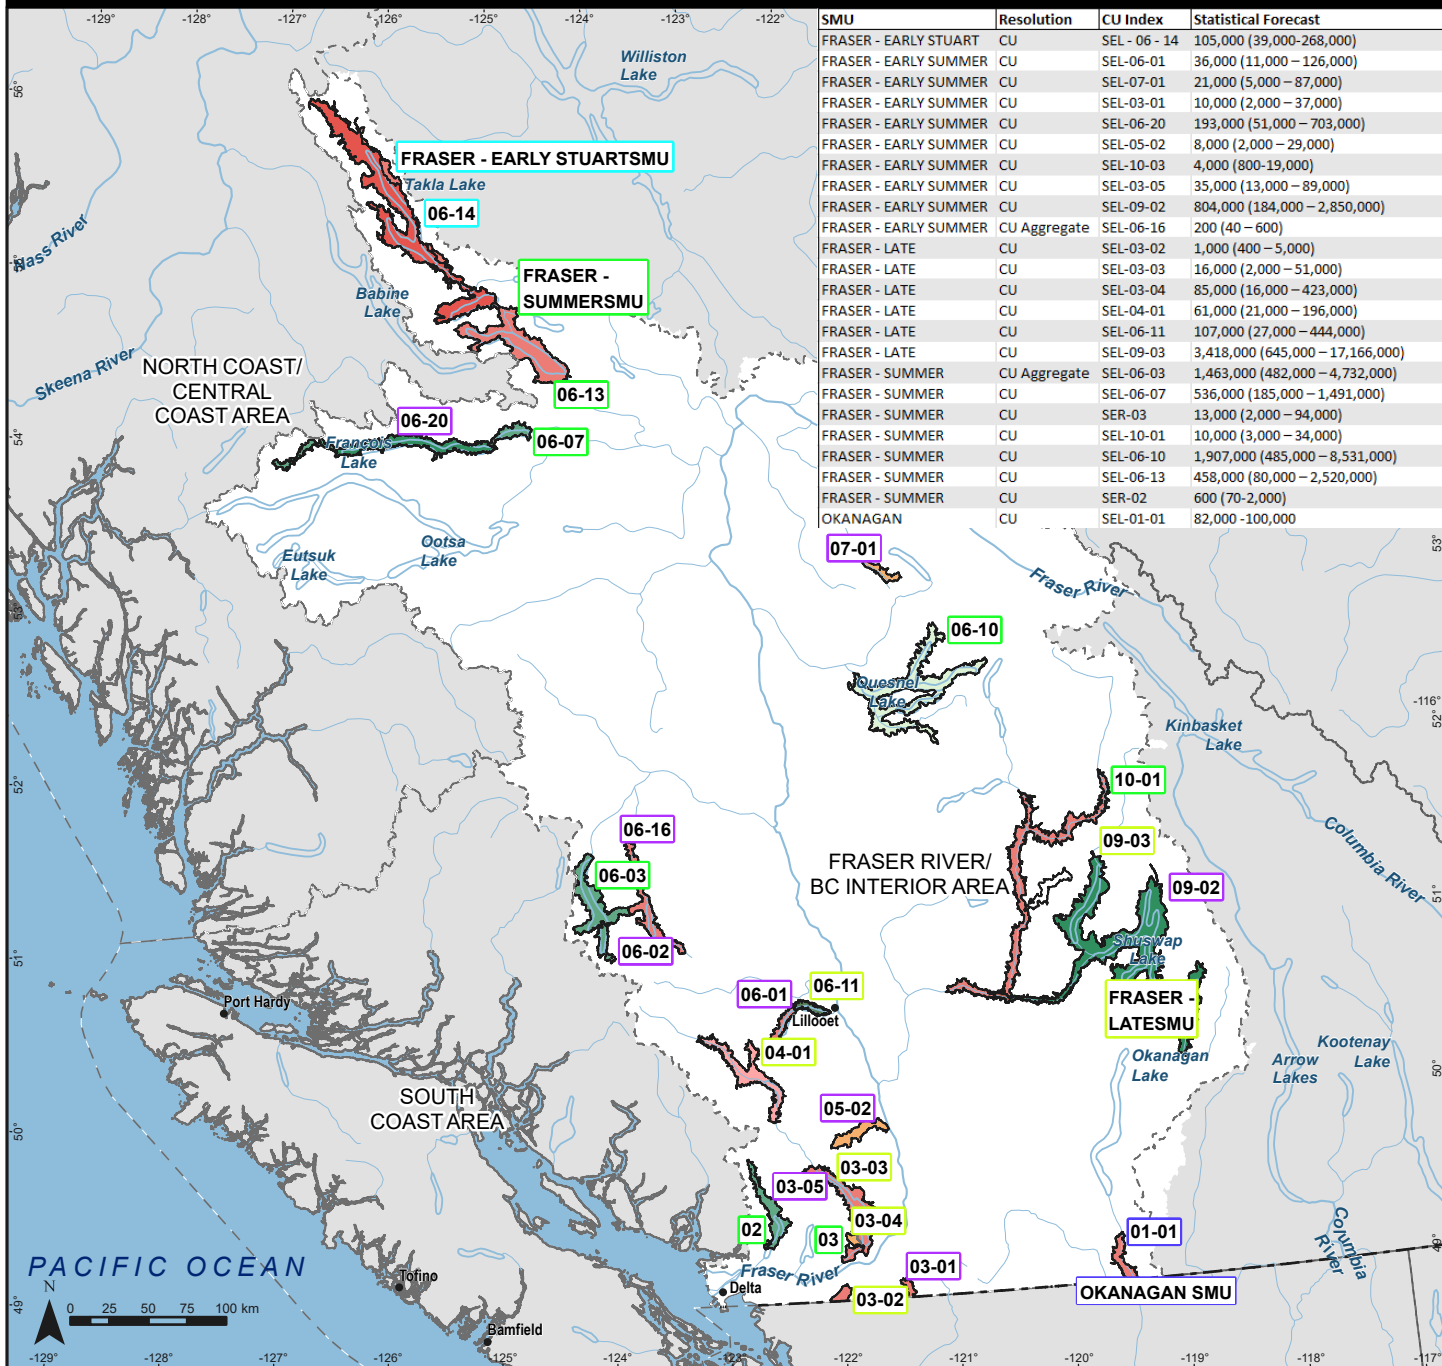 -129°
-128°
-127°
-126°
-125°
-124°
-123°
-122°
SMU Resolution CU Index Statistical Forecast
FRASER - EARLY STUART CU SEL - 06 - 14 105,000 (39,000-268,000)
FRASER - EARLY SUMMER CU SEL-06-01 36,000 (11,000 – 126,000)
FRASER - EARLY SUMMER CU SEL-07-01 21,000 (5,000 – 87,000)
FRASER - EARLY SUMMER CU SEL-03-01 10,000 (2,000 – 37,000)
FRASER - EARLY SUMMER CU SEL-06-20 193,000 (51,000 – 703,000)
FRASER - EARLY SUMMER CU SEL-05-02 8,000 (2,000 – 29,000)
FRASER - EARLY SUMMER CU SEL-10-03 4,000 (800-19,000)
FRASER - EARLY SUMMER CU SEL-03-05 35,000 (13,000 – 89,000)
FRASER - EARLY SUMMER CU SEL-09-02 804,000 (184,000 – 2,850,000)
FRASER - EARLY SUMMER CU Aggregate SEL-06-16 200 (40 – 600)
FRASER - LATE CU SEL-03-02 1,000 (400 – 5,000)
FRASER - LATE CU SEL-03-03 16,000 (2,000 – 51,000)
FRASER - LATE CU SEL-03-04 85,000 (16,000 – 423,000)
FRASER - LATE CU SEL-04-01 61,000 (21,000 – 196,000)
FRASER - LATE CU SEL-06-11 107,000 (27,000 – 444,000)
FRASER - LATE CU SEL-09-03 3,418,000 (645,000 – 17,166,000)
FRASER - SUMMER CU Aggregate SEL-06-03 1,463,000 (482,000 – 4,732,000)
FRASER - SUMMER CU SEL-06-07 536,000 (185,000 – 1,491,000)
FRASER - SUMMER CU SER-03 13,000 (2,000 – 94,000)
FRASER - SUMMER CU SEL-10-01 10,000 (3,000 – 34,000)
FRASER - SUMMER CU SEL-06-10 1,907,000 (485,000 – 8,531,000)
FRASER - SUMMER CU SEL-06-13 458,000 (80,000 – 2,520,000)
FRASER - SUMMER CU SER-02 600 (70-2,000)
OKANAGAN CU SEL-01-01 82,000 -100,000
Williston
Lake
56°
FRASER - EARLY STUARTSMU
Takla Lake
06-14
Nass River
FRASER -
SUMMERSMU
Babine
Lake
Skeena River
NORTH COAST/
CENTRAL
COAST AREA
06-13
06-20
54°
06-07
François
Lake
Ootsa
Lake
Eutsuk
Lake
07-01
53°
Fraser River
53°
06-10
Quesnel
Lake
-116°
52°
Kinbasket
Lake
52°
10-01
06-16
09-03
Columbia River
FRASER RIVER/
BC INTERIOR AREA
06-03
09-02
51°
06-02
Shuswap
Lake
51°
06-01
06-11
Port Hardy
Lillooet
FRASER -
LATESMU
04-01
Okanagan
Lake
Arrow
Lakes
Kootenay
Lake
50°
SOUTH
COAST AREA
05-02
50°
03-03
03-05
03-04
02
03
01-01
Columbia
River
49°
PACIFIC OCEAN
Fraser River
03-01
Tofino
Delta
03-02
OKANAGAN SMU
N
0 25 50 75 100 km
49°
Bamfield
-129°
-128°
-127°
-126°
-125°
-124°
-123°
-122°
-121°
-120°
-119°
-118°
-117°